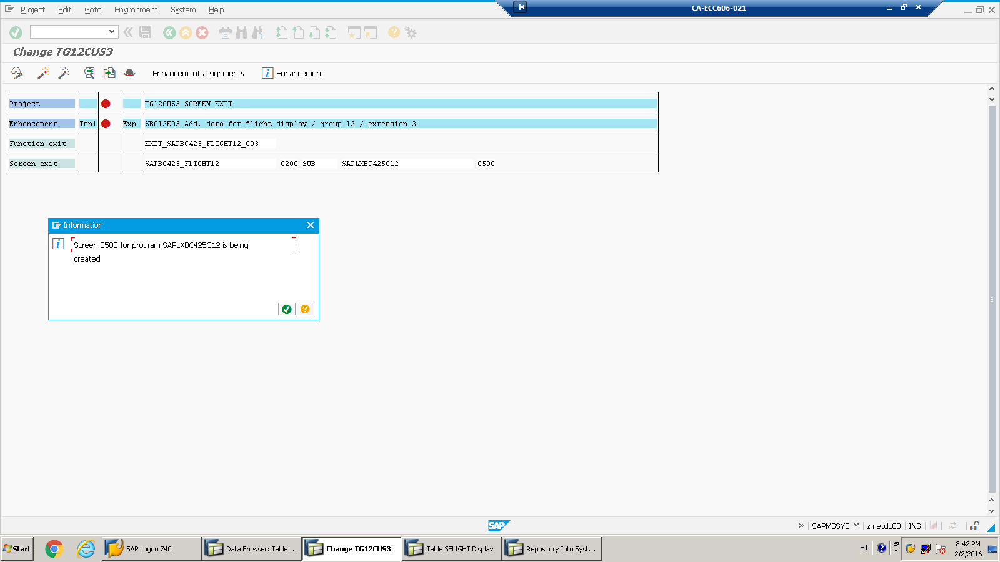 Project Edit Goto Environment System Help
CA-ECC606-021
Change TG12CUS3
Enhancement assignments Enhancement
Project TG12CUS3 SCREEN EXIT
Enhancement Impl Exp SBC12E03 Add. data for flight display / group 12 / extension 3
Function exit EXIT_SAPBC425_FLIGHT12_003
Screen exit SAPBC425_FLIGHT12 0200 SUB SAPLXBC425G12 0500
Information
Screen 0500 for program SAPLXBC425G12 is being
created
SAP
SAPMSSY0 zmetdc00 INS
Start SAP Logon 740 Data Browser: Table ... Change TG12CUS3 Table SFLIGHT Display Repository Info Syst... PT 8:42 PM
2/2/2016